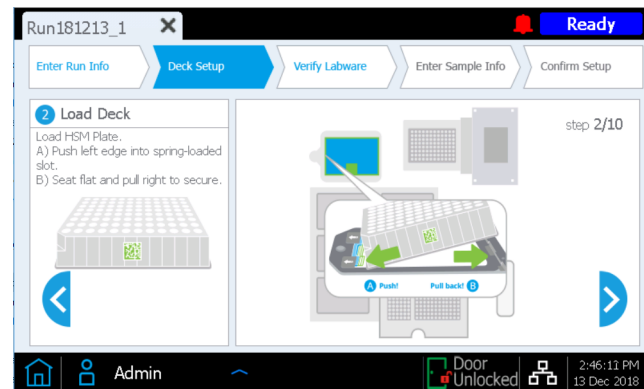 Run181213_1
Ready
Enter Run Info
Deck Setup
Verify Labware
Enter Sample Info
Confirm Setup
2 Load Deck
Load HSM Plate.
A) Push left edge into spring-loaded
slot.
B) Seat flat and pull right to secure.
step 2/10
A Push!
Pull back! B
Admin
Door
Unlocked
2:46:11 PM
13 Dec 2018